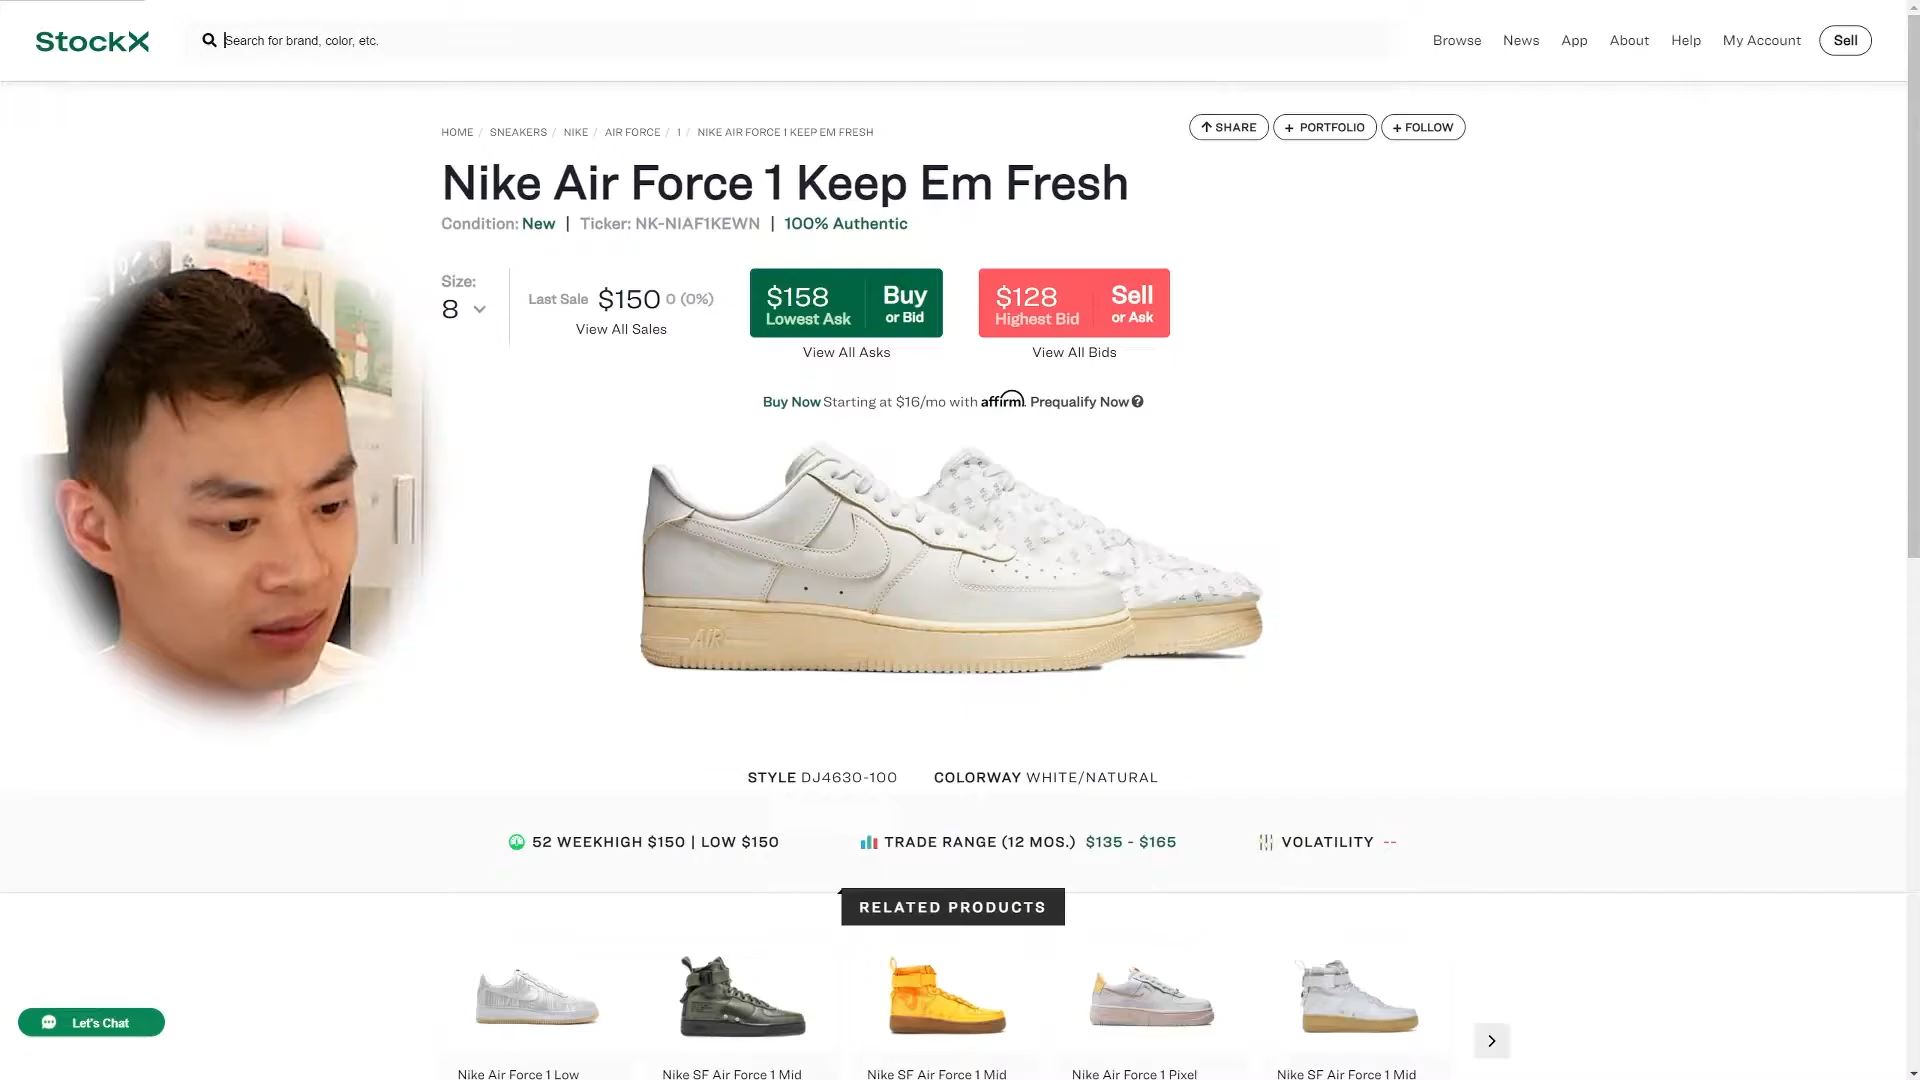 StockX
Search for brand, color, etc.
Browse News App About Help My Account Sell
HOME / SNEAKERS / NIKE / AIR FORCE / 1 / NIKE AIR FORCE 1 KEEP EM FRESH
SHARE + PORTFOLIO + FOLLOW
Nike Air Force 1 Keep Em Fresh
Condition: New | Ticker: NK-NIAF1KEWN | 100% Authentic
Size:
8
Last Sale $150 0 (0%)
View All Sales
$158 Buy
Lowest Ask or Bid
View All Asks
$128 Sell
Highest Bid or Ask
View All Bids
Buy Now Starting at $16/mo with affirm. Prequalify Now
AIR
STYLE DJ4630-100 COLORWAY WHITE/NATURAL
52 WEEKHIGH $150 | LOW $150 TRADE RANGE (12 MOS.) $135 - $165 VOLATILITY --
RELATED PRODUCTS
Let's Chat
Nike Air Force 1 Low Nike SF Air Force 1 Mid Nike SF Air Force 1 Mid Nike Air Force 1 Pixel Nike SF Air Force 1 Mid